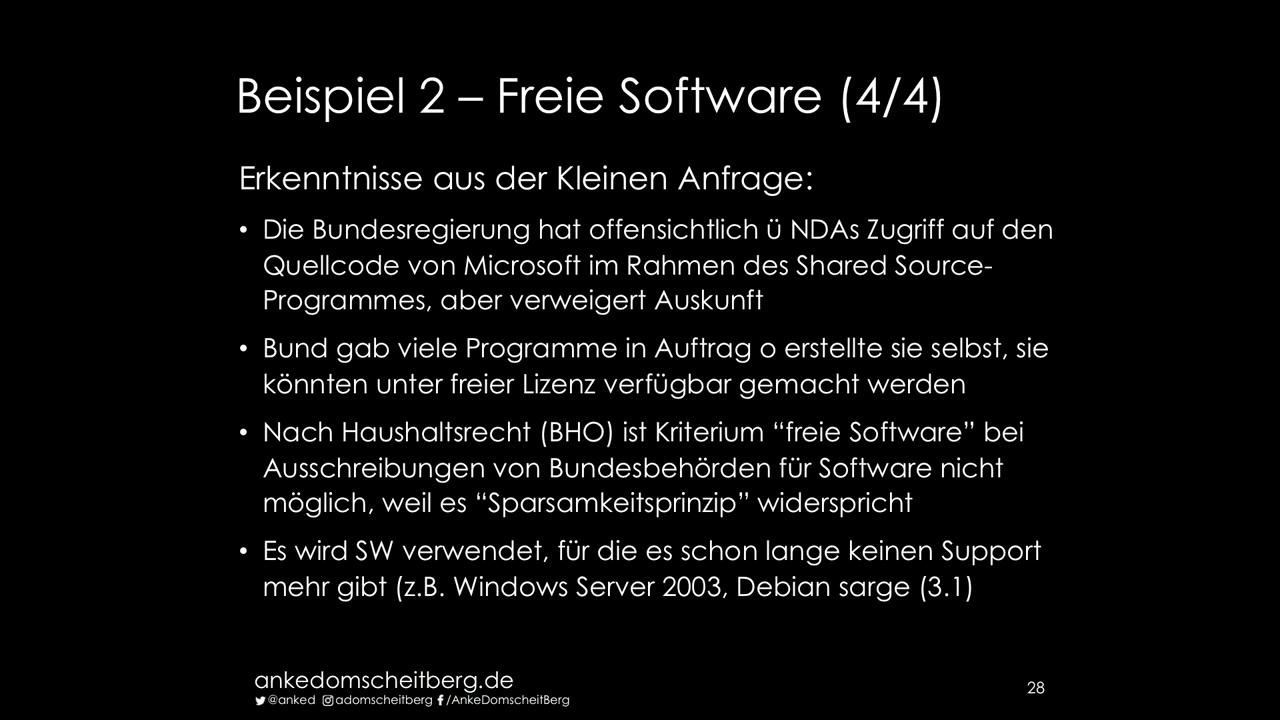 Beispiel 2 – Freie Software (4/4)
Erkenntnisse aus der Kleinen Anfrage:
• Die Bundesregierung hat offensichtlich ü NDAs Zugriff auf den
Quellcode von Microsoft im Rahmen des Shared Source-
Programmes, aber verweigert Auskunft
• Bund gab viele Programme in Auftrag o erstellte sie selbst, sie
könnten unter freier Lizenz verfügbar gemacht werden
• Nach Haushaltsrecht (BHO) ist Kriterium “freie Software” bei
Ausschreibungen von Bundesbehörden für Software nicht
möglich, weil es “Sparsamkeitsprinzip” widerspricht
• Es wird SW verwendet, für die es schon lange keinen Support
mehr gibt (z.B. Windows Server 2003, Debian sarge (3.1)
ankedomscheitberg.de
@anked adomscheitberg /AnkeDomscheitBerg
28